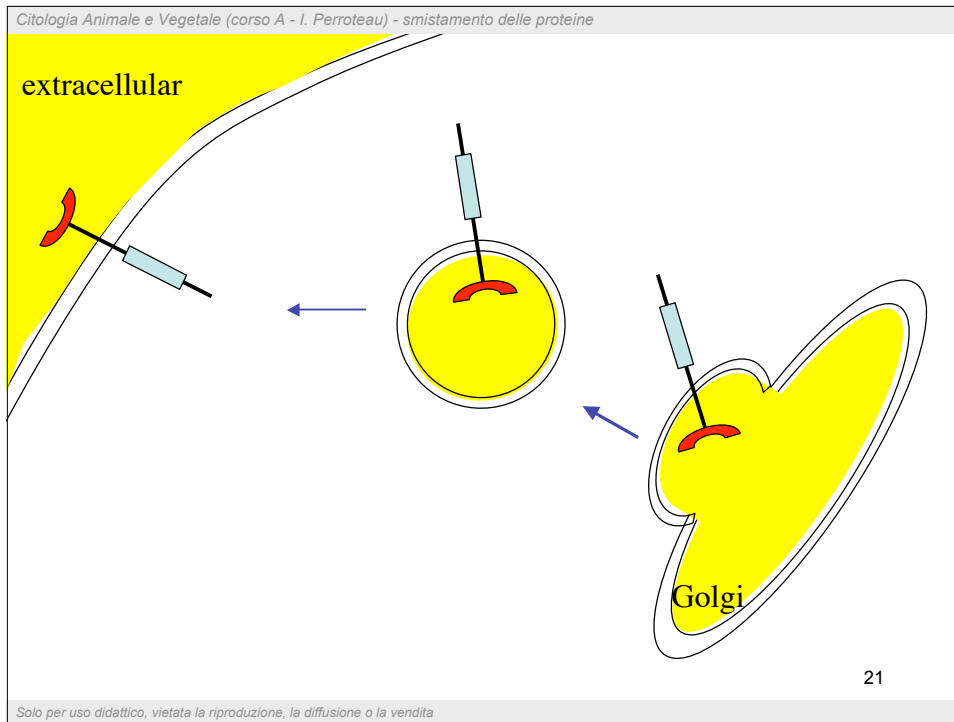 Citologia Animale e Vegetale (corso A - I. Perroteau) - smistamento delle proteine
extracellular
Golgi
21
Solo per uso didattico, vietata la riproduzione, la diffusione o la vendita